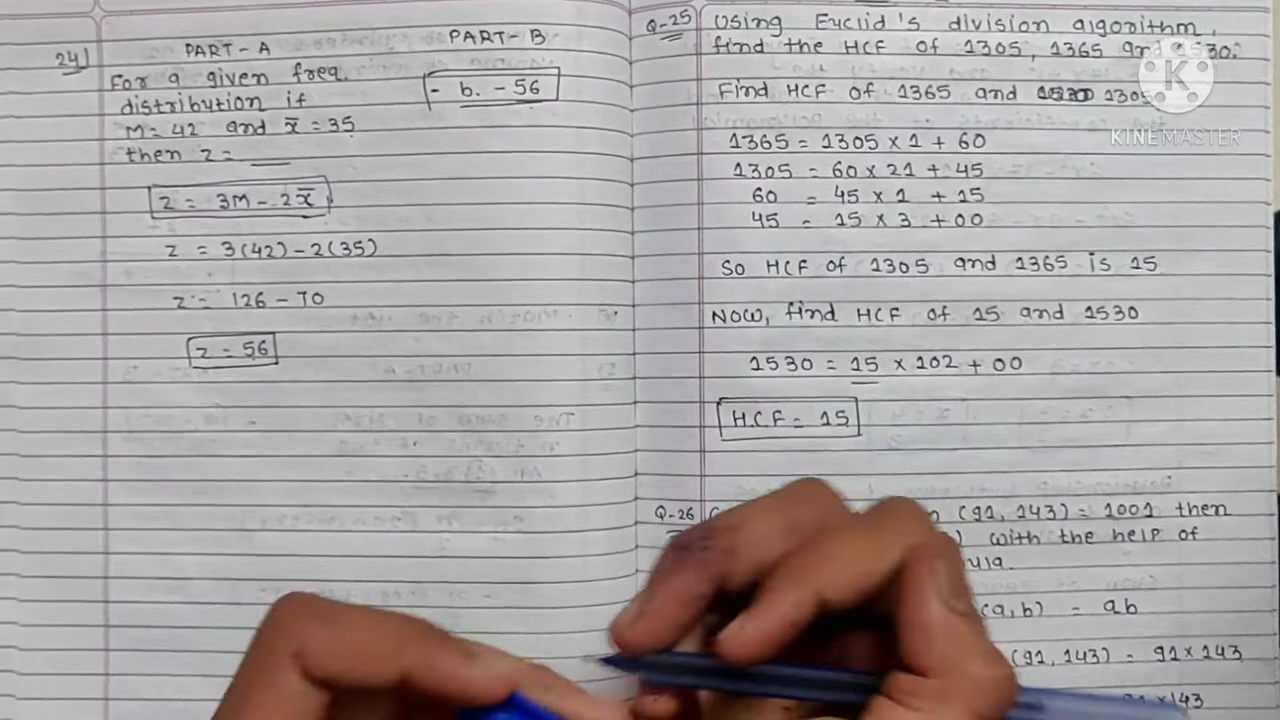 24)
PART-A PART-B
For a given freq.
distribution if
M=42 and x̄ = 35
then z = ___
- b. - 56
z = 3M - 2x̄
z = 3(42) - 2(35)
z = 126 - 70
z = 56
Q-25 Using Euclid's division algorithm,
find the HCF of 1305, 1365 and 1530.
Find HCF of 1365 and 1305
1365 = 1305 × 1 + 60
1305 = 60 × 21 + 45
60 = 45 × 1 + 15
45 = 15 × 3 + 00
So HCF of 1305 and 1365 is 15
Now, find HCF of 15 and 1530
1530 = 15 × 102 + 00
H.C.F = 15
Q-26 (91, 143) = 1001 then
) with the help of
(a,b) = ab
(91, 143) = 91 × 143
×143
K
KINEMASTER